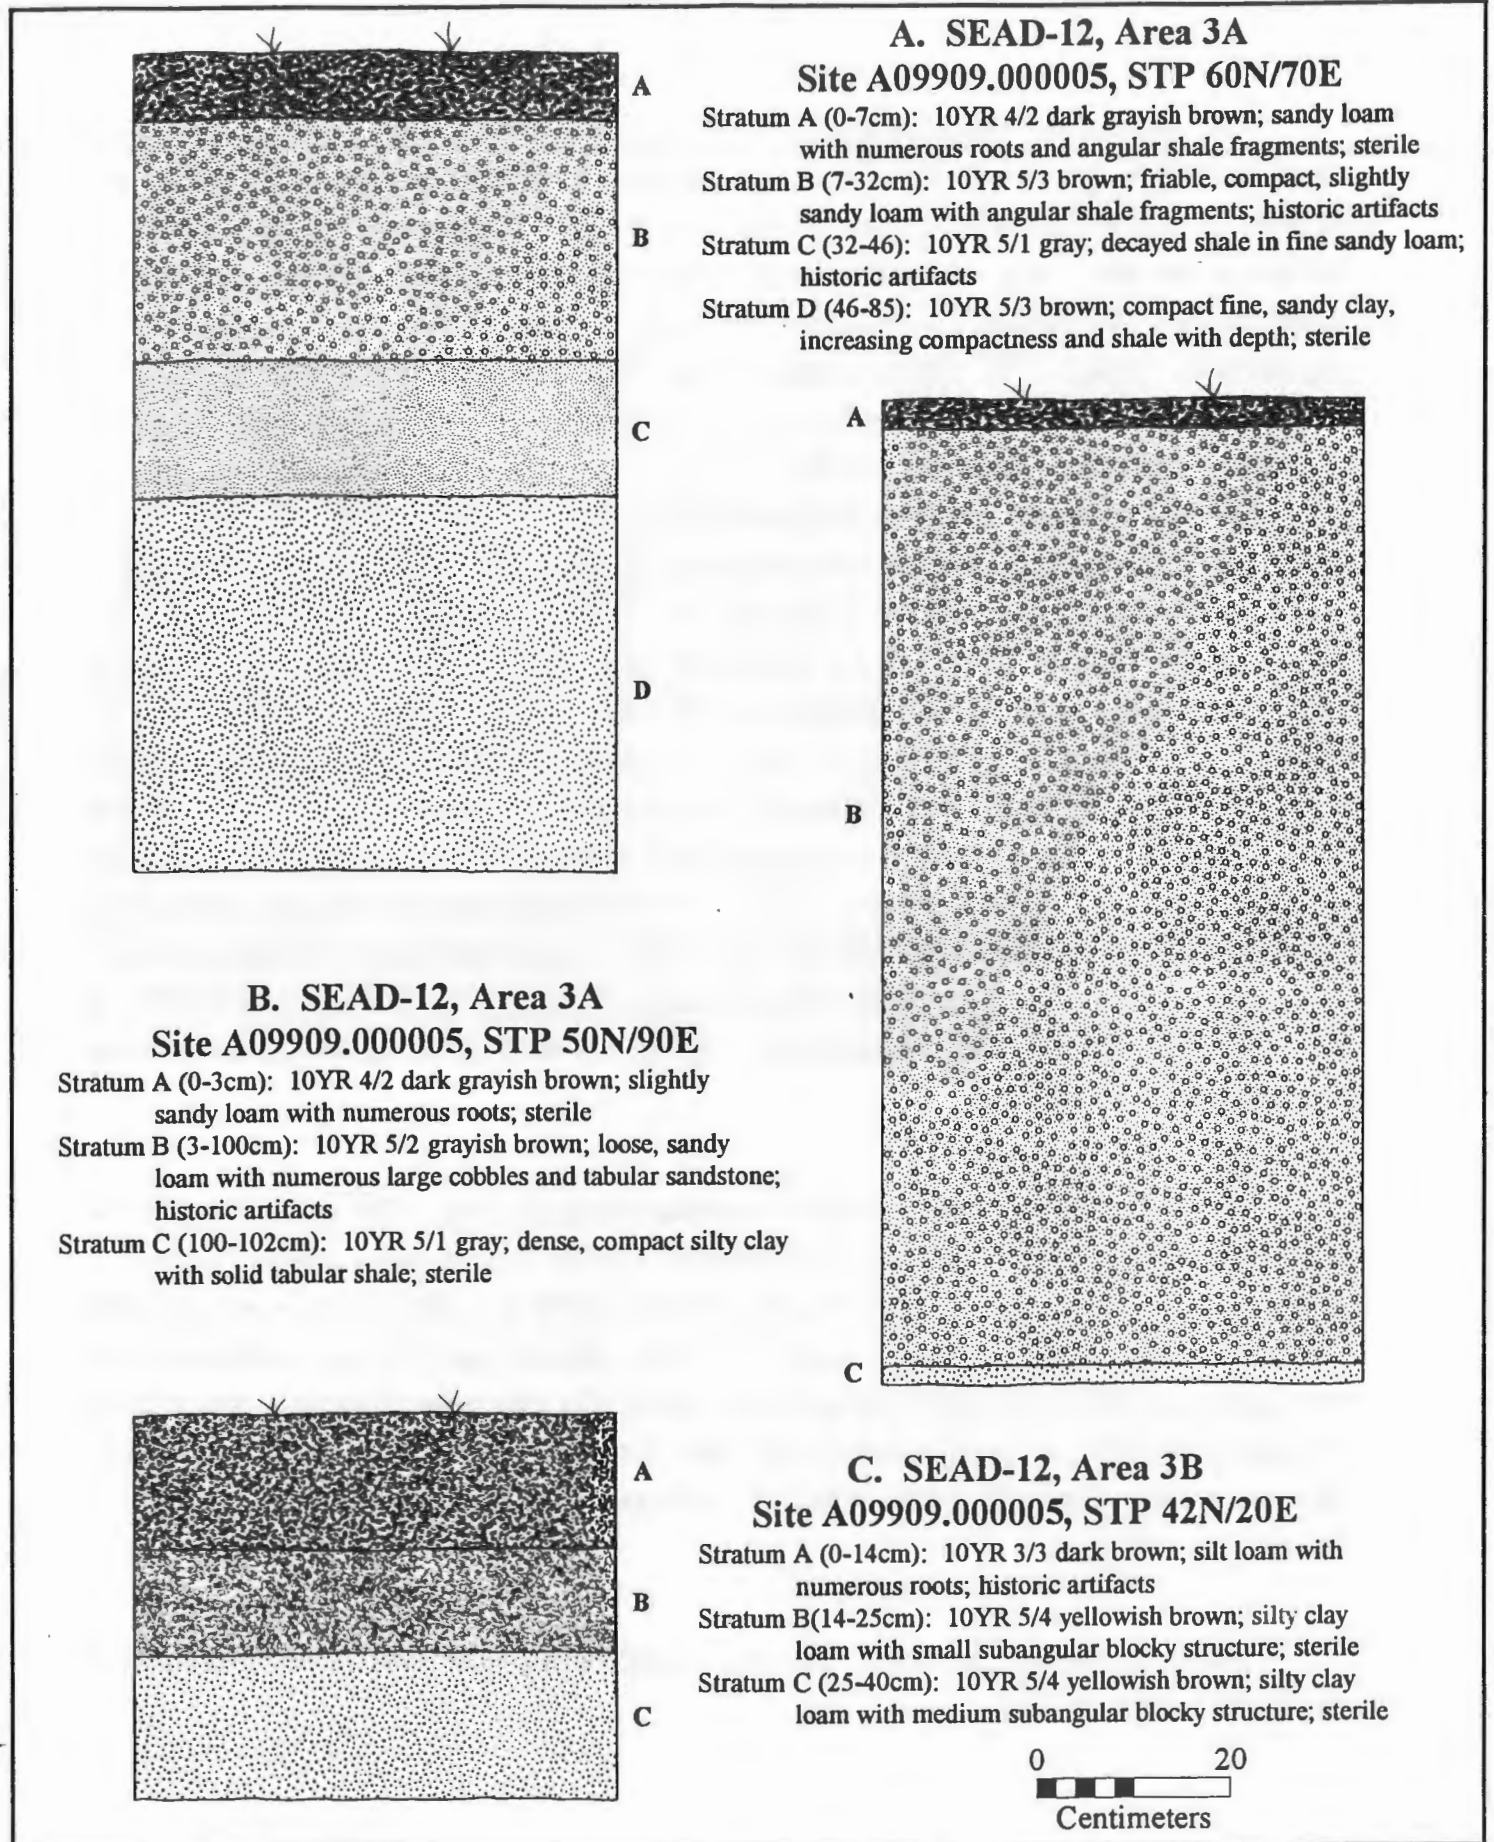 A. SEAD-12, Area 3A
Site A09909.000005, STP 60N/70E
Stratum A (0-7cm): 10YR 4/2 dark grayish brown; sandy loam
with numerous roots and angular shale fragments; sterile
Stratum B (7-32cm): 10YR 5/3 brown; friable, compact, slightly
sandy loam with angular shale fragments; historic artifacts
Stratum C (32-46): 10YR 5/1 gray; decayed shale in fine sandy loam;
historic artifacts
Stratum D (46-85): 10YR 5/3 brown; compact fine, sandy clay,
increasing compactness and shale with depth; sterile
A
B
C
D
A
B
C
B. SEAD-12, Area 3A
Site A09909.000005, STP 50N/90E
Stratum A (0-3cm): 10YR 4/2 dark grayish brown; slightly
sandy loam with numerous roots; sterile
Stratum B (3-100cm): 10YR 5/2 grayish brown; loose, sandy
loam with numerous large cobbles and tabular sandstone;
historic artifacts
Stratum C (100-102cm): 10YR 5/1 gray; dense, compact silty clay
with solid tabular shale; sterile
A
B
C
C. SEAD-12, Area 3B
Site A09909.000005, STP 42N/20E
Stratum A (0-14cm): 10YR 3/3 dark brown; silt loam with
numerous roots; historic artifacts
Stratum B(14-25cm): 10YR 5/4 yellowish brown; silty clay
loam with small subangular blocky structure; sterile
Stratum C (25-40cm): 10YR 5/4 yellowish brown; silty clay
loam with medium subangular blocky structure; sterile
0 20
Centimeters